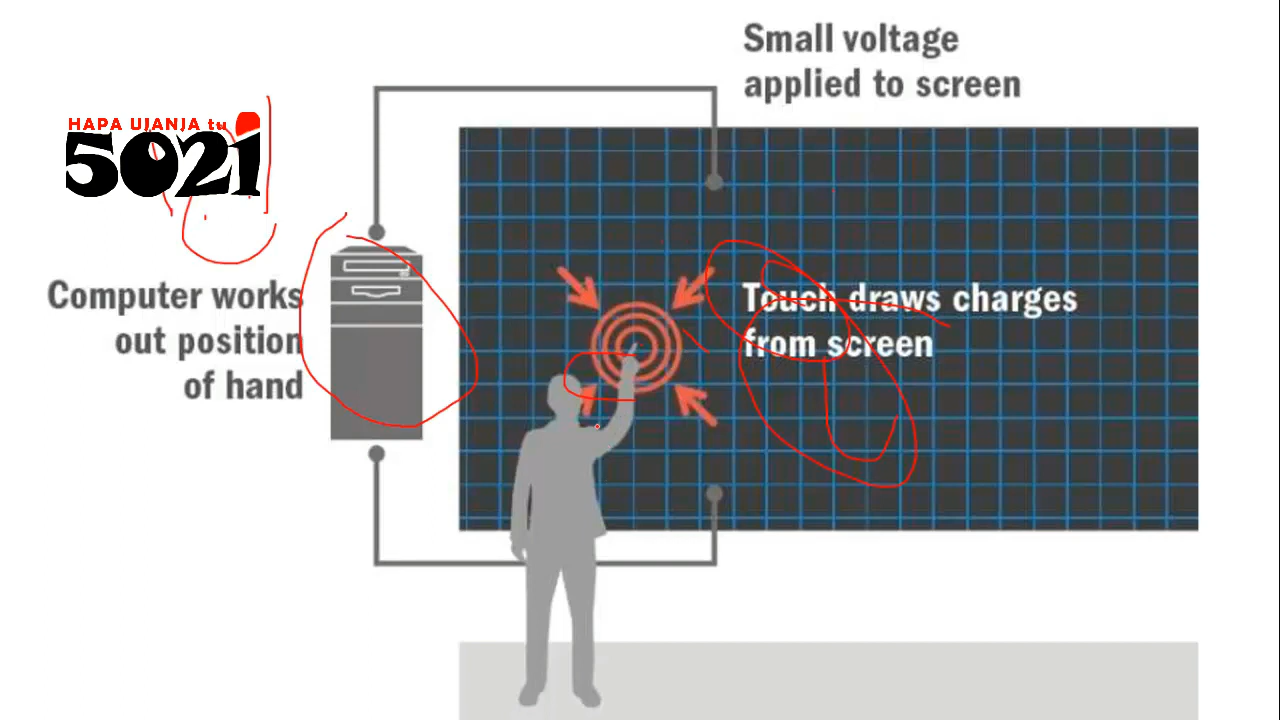 Small voltage
applied to screen
HAPA UJANJA tu
5021
Computer works
out position
of hand
Touch draws charges
from screen